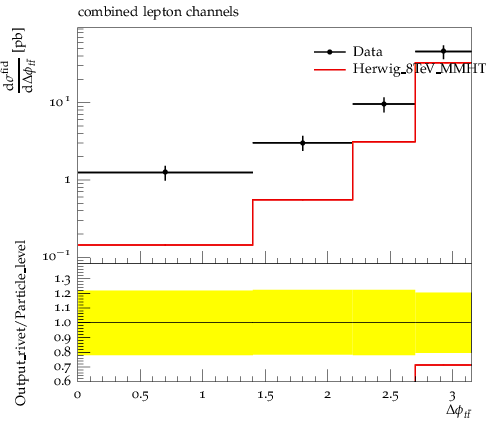 combined lepton channels
dσ^fid
dΔϕ_tt̄ [pb]
Data
Herwig_8TeV_MMHT
10¹
1
10⁻¹
Output_rivet/Particle_level
1.3
1.2
1.1
1.0
0.9
0.8
0.7
0.6
0 0.5 1 1.5 2 2.5 3
Δϕ_tt̄